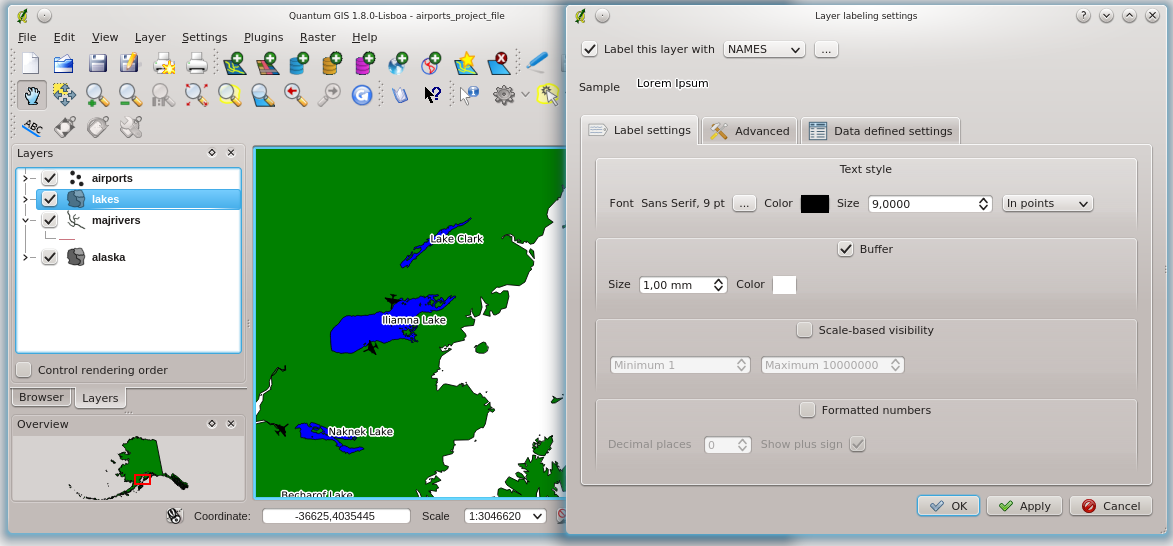 Quantum GIS 1.8.0-Lisboa - airports_project_file
File Edit View Layer Settings Plugins Raster Help
ABC
Layers
airports
lakes
majrivers
alaska
Control rendering order
Browser Layers
Overview
Lake Clark
Iliamna Lake
Naknek Lake
Becharof Lake
Coordinate: -36625,4035445 Scale 1:3046620
Layer labeling settings
Label this layer with NAMES ...
Sample Lorem Ipsum
Label settings Advanced Data defined settings
Text style
Font Sans Serif, 9 pt ... Color Size 9,0000 In points
Buffer
Size 1,00 mm Color
Scale-based visibility
Minimum 1 Maximum 10000000
Formatted numbers
Decimal places 0 Show plus sign
OK Apply Cancel